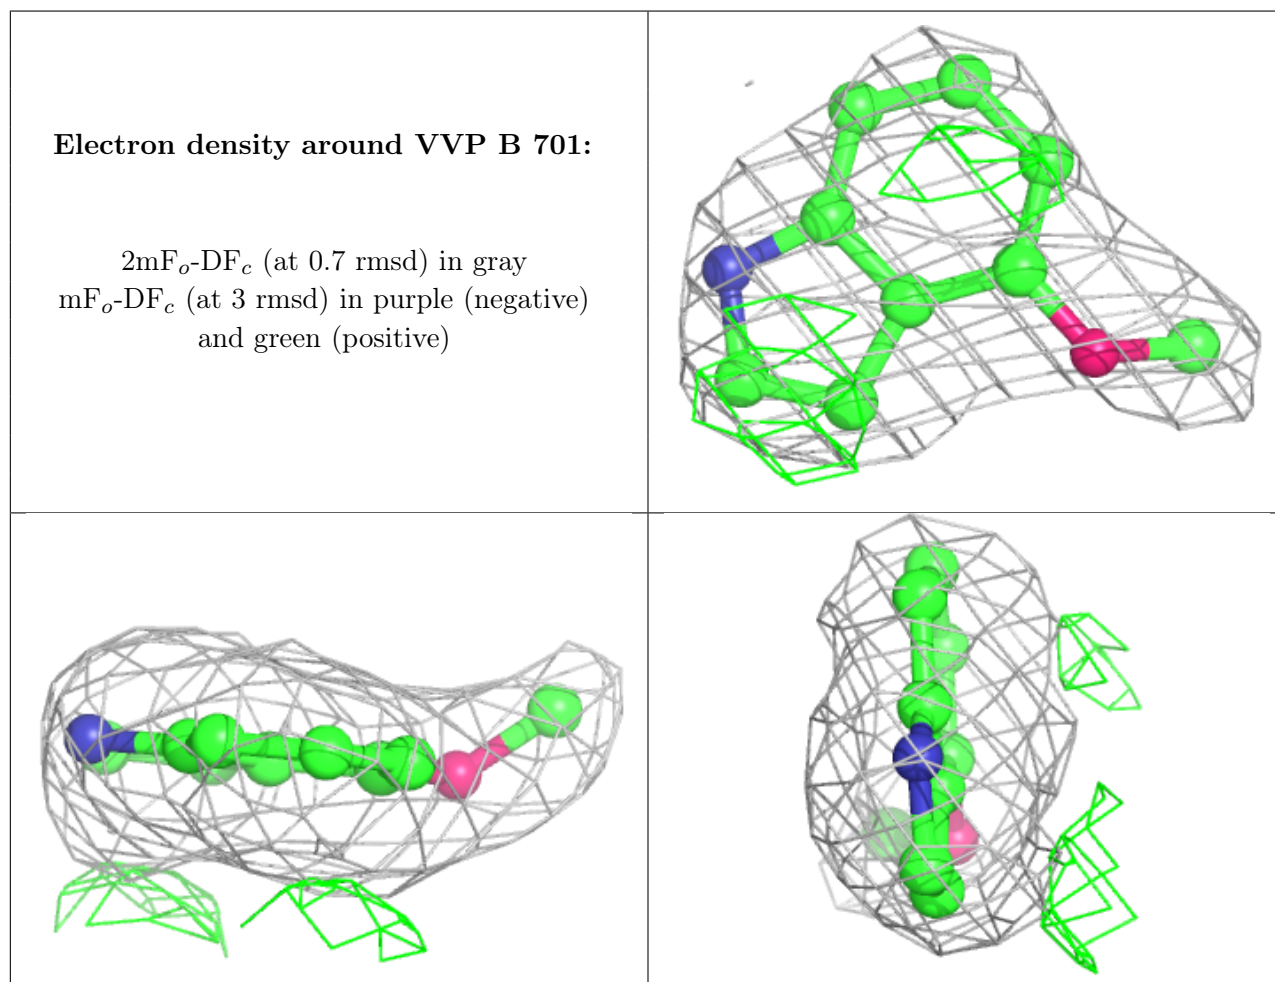 Electron density around VVP B 701:
2mFo-DFc (at 0.7 rmsd) in gray
mFo-DFc (at 3 rmsd) in purple (negative)
and green (positive)